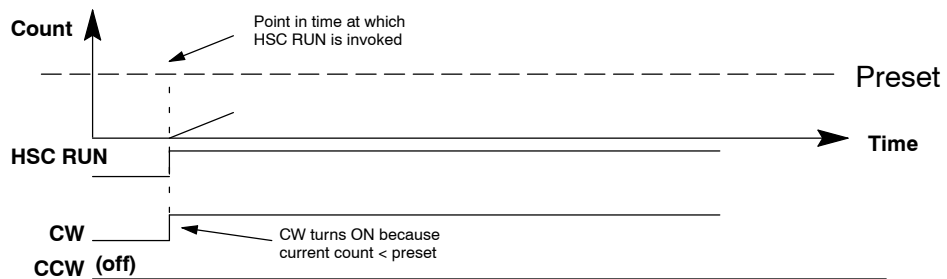 Count
Point in time at which
HSC RUN is invoked
Preset
Time
HSC RUN
CW
CW turns ON because
current count < preset
CCW (off)